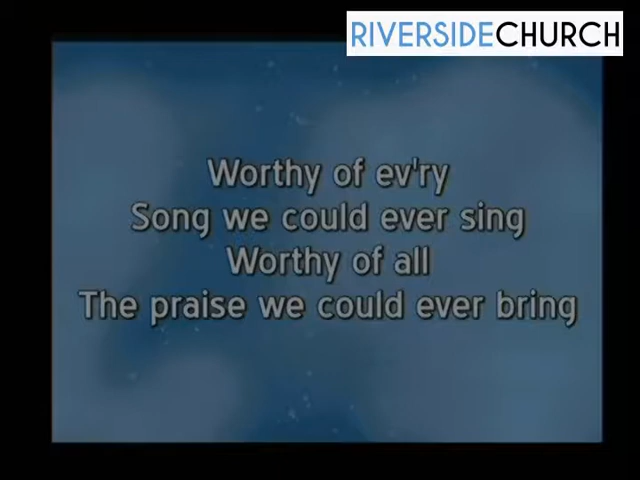 RIVERSIDECHURCH
Worthy of ev'ry
Song we could ever sing
Worthy of all
The praise we could ever bring